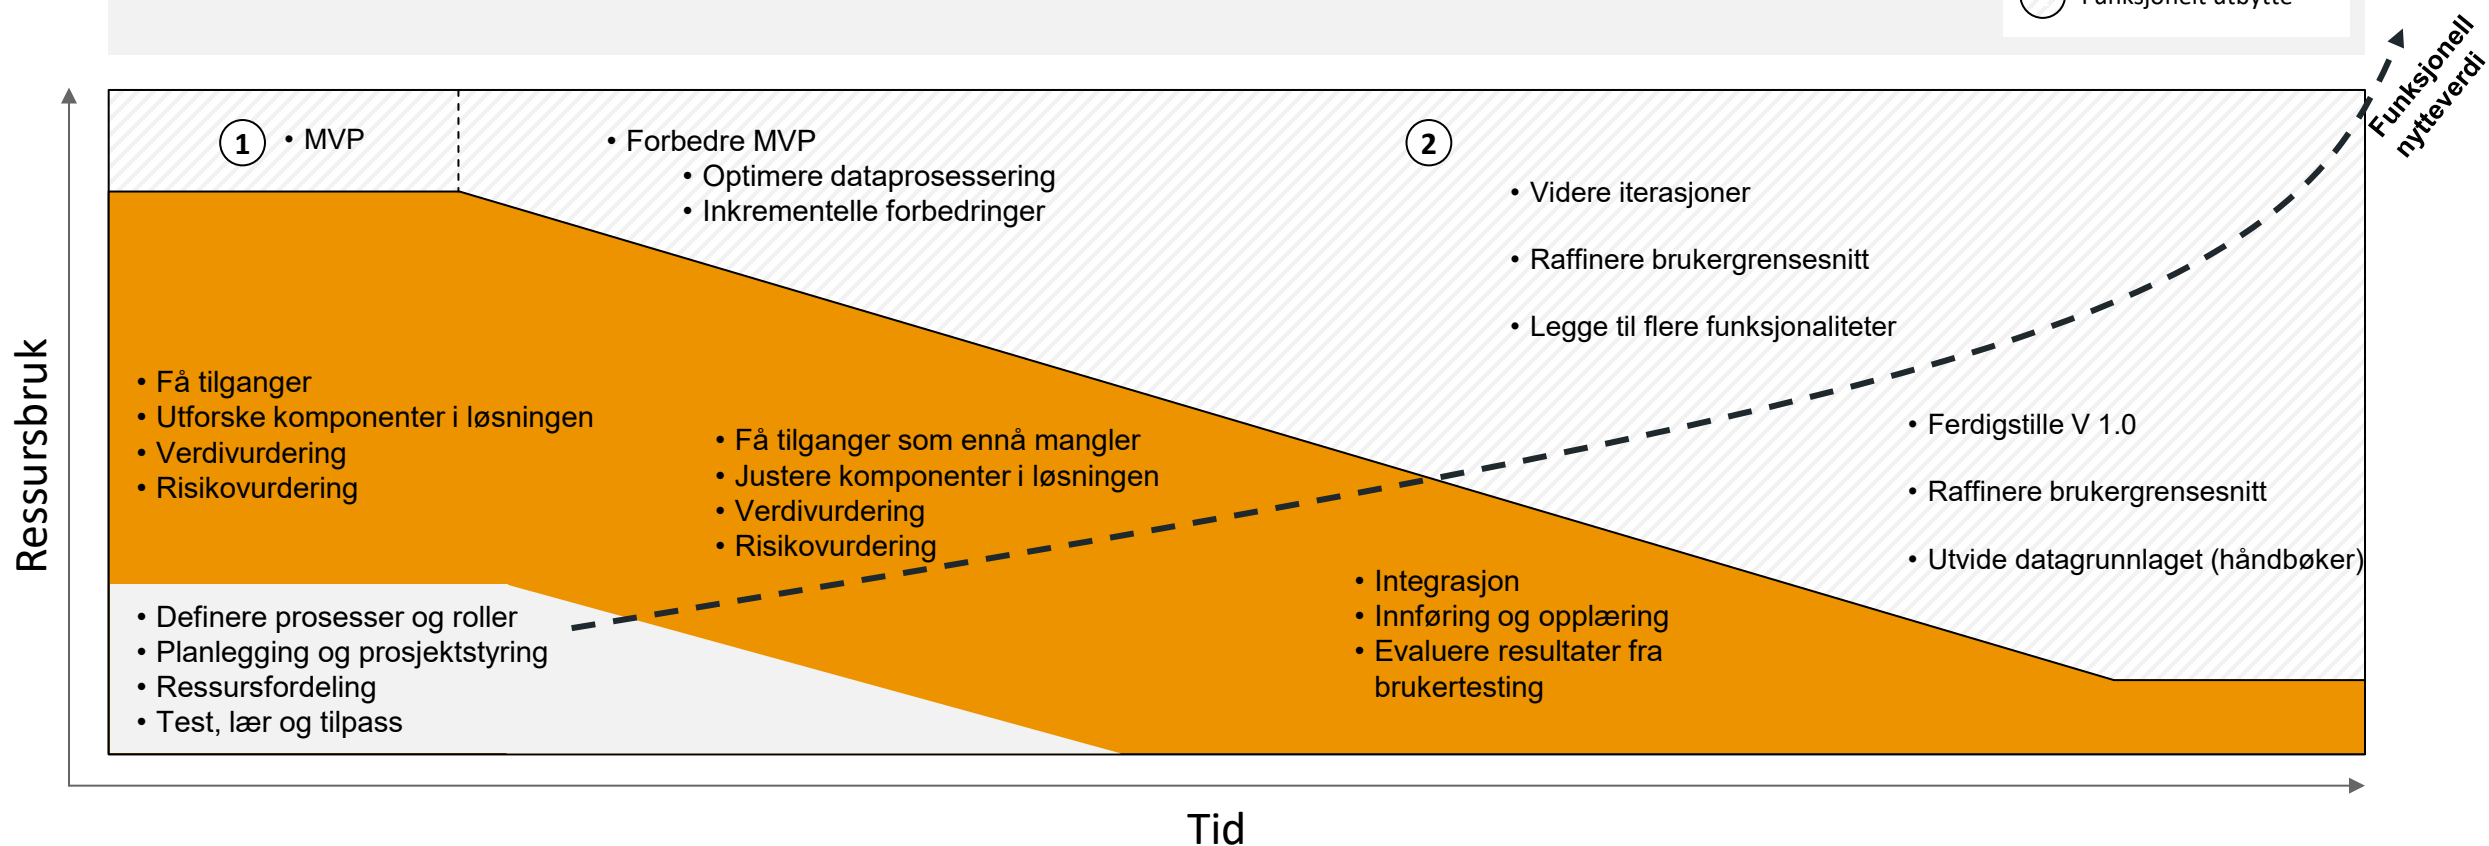 Funksjonelt utbytte
Funksjonell
nytteverdi
1
• MVP
• Forbedre MVP
• Optimere dataprosessering
• Inkrementelle forbedringer
2
• Videre iterasjoner
• Raffinere brukergrensesnitt
• Legge til flere funksjonaliteter
• Få tilganger
• Utforske komponenter i løsningen
• Verdivurdering
• Risikovurdering
• Få tilganger som ennå mangler
• Justere komponenter i løsningen
• Verdivurdering
• Risikovurdering
• Ferdigstille V 1.0
• Raffinere brukergrensesnitt
• Utvide datagrunnlaget (håndbøker)
• Integrasjon
• Innføring og opplæring
• Evaluere resultater fra
brukertesting
• Definere prosesser og roller
• Planlegging og prosjektstyring
• Ressursfordeling
• Test, lær og tilpass
Ressursbruk
Tid